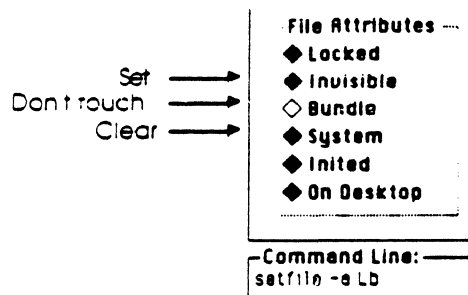 File Attributes
Locked
Set
Invisible
Don't touch
Bundle
Clear
System
Inited
On Desktop
Command Line:
setfile -a Lb